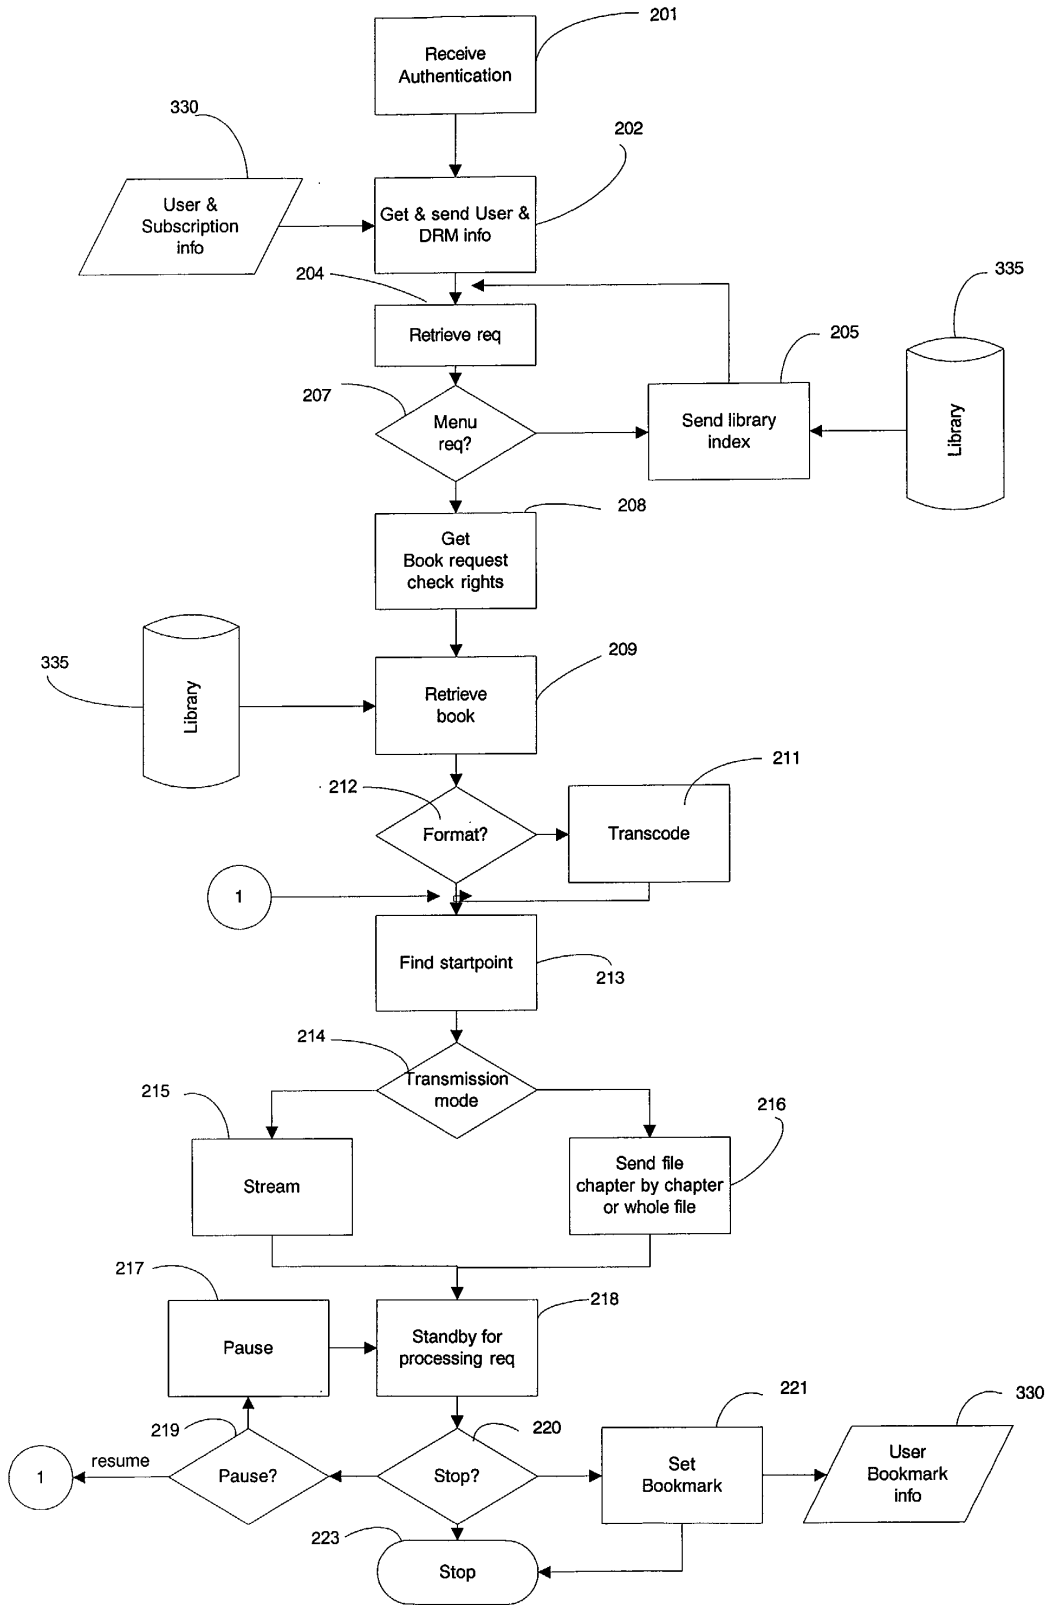 201
Receive
Authentication
330
202
User &
Subscription
info
Get & send User &
DRM info
204
335
Retrieve req
205
207
Menu
req?
Send library
index
Library
208
Get
Book request
check rights
209
335
Library
Retrieve
book
211
212
Format?
Transcode
1
Find startpoint
213
214
Transmission
mode
215
216
Stream
Send file
chapter by chapter
or whole file
217
218
Pause
Standby for
processing req
221
330
219
220
1
resume
Pause?
Stop?
Set
Bookmark
User
Bookmark
info
223
Stop